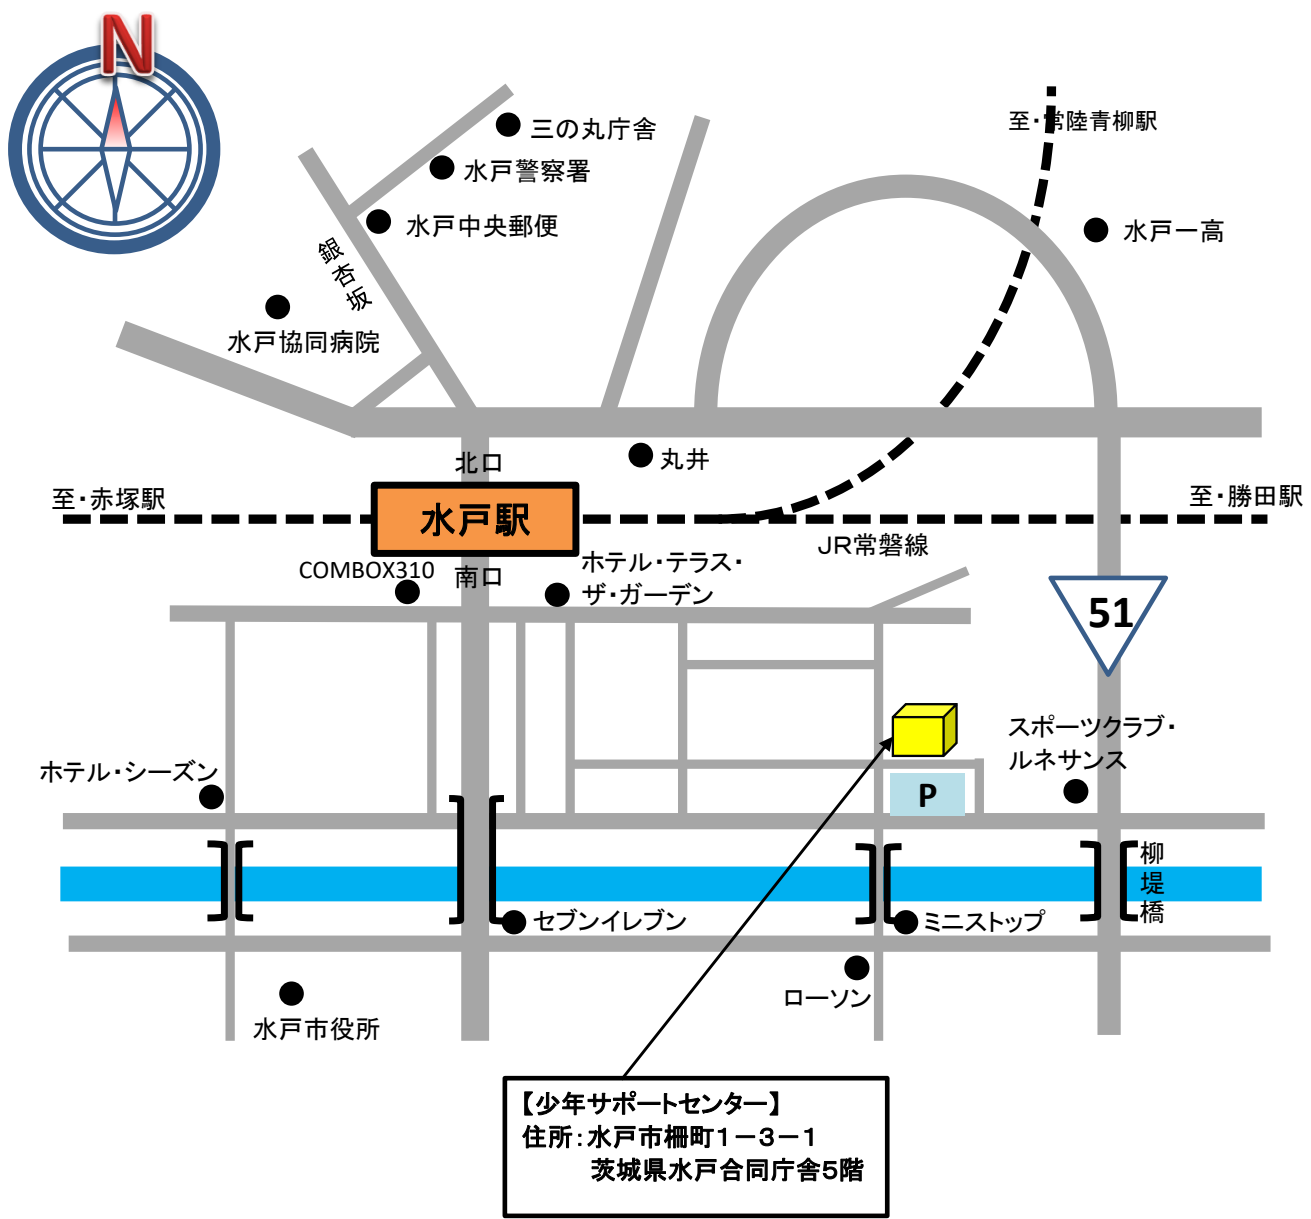 N
三の丸庁舎
至・常陸青柳駅
水戸警察署
水戸中央郵便
水戸一高
銀杏坂
水戸協同病院
北口
丸井
至・赤塚駅
至・勝田駅
水戸駅
JR常磐線
COMBOX310
南口
ホテル・テラス・
ザ・ガーデン
51
スポーツクラブ・
ルネサンス
ホテル・シーズン
P
柳堤橋
セブンイレブン
ミニストップ
ローソン
水戸市役所
【少年サポートセンター】
住所：水戸市柵町1－3－1
茨城県水戸合同庁舎5階